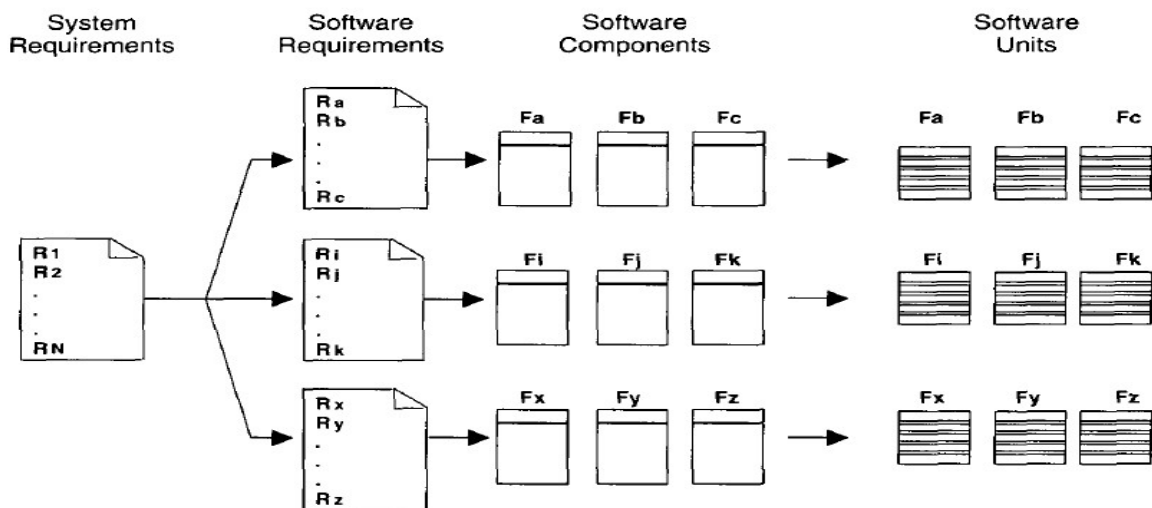 System
Requirements
Software
Requirements
Software
Components
Software
Units
Ra
Rb
.
.
.
Rc
Fa Fb Fc
Fa Fb Fc
R1
R2
.
.
.
RN
Ri
Rj
.
.
.
Rk
Fi Fj Fk
Fi Fj Fk
Rx
Ry
.
.
.
Rz
Fx Fy Fz
Fx Fy Fz